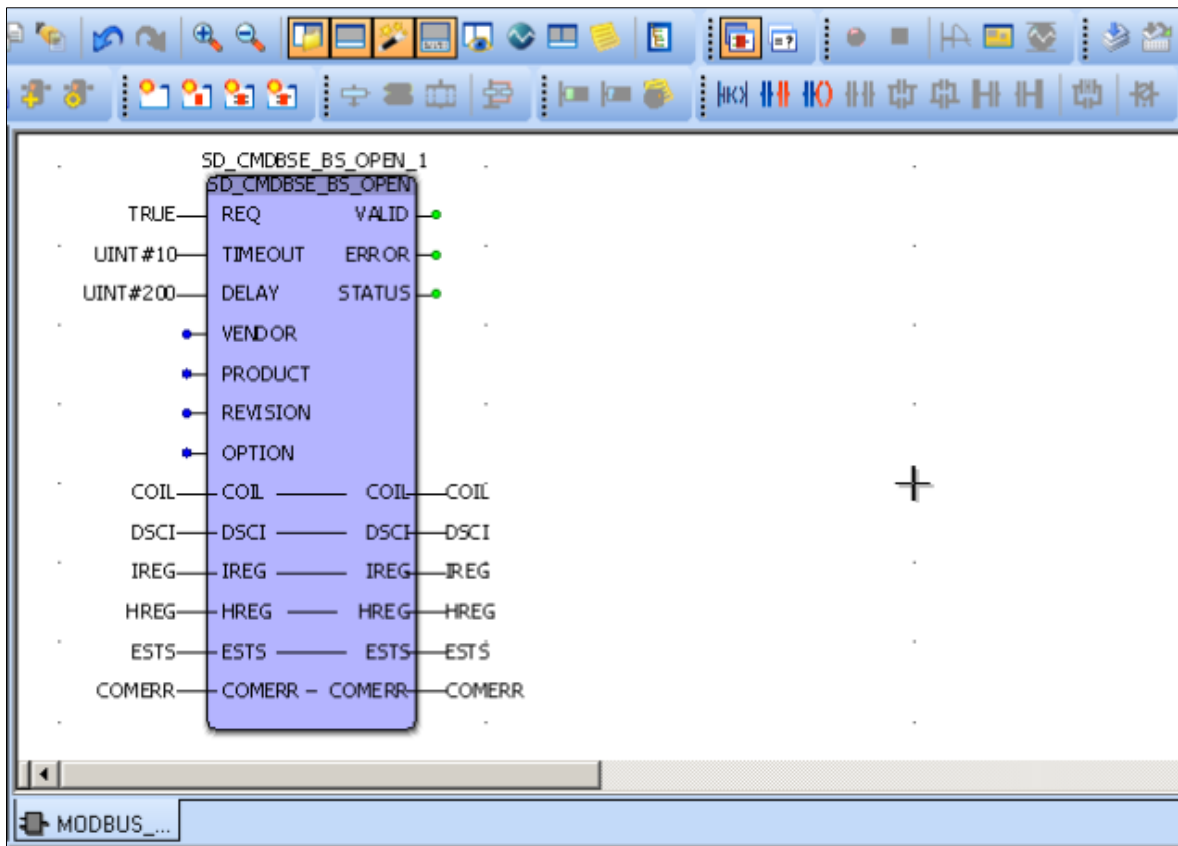 SD_CMDBSE_BS_OPEN_1
SD_CMDBSE_BS_OPEN
TRUE REQ VALID
UINT#10 TIMEOUT ERROR
UINT#200 DELAY STATUS
VENDOR
PRODUCT
REVISION
OPTION
COIL COIL COIL COIL
DSCI DSCI DSCI DSCI
IREG IREG IREG IREG
HREG HREG HREG HREG
ESTS ESTS ESTS ESTS
COMERR COMERR COMERR COMERR
MODBUS_...